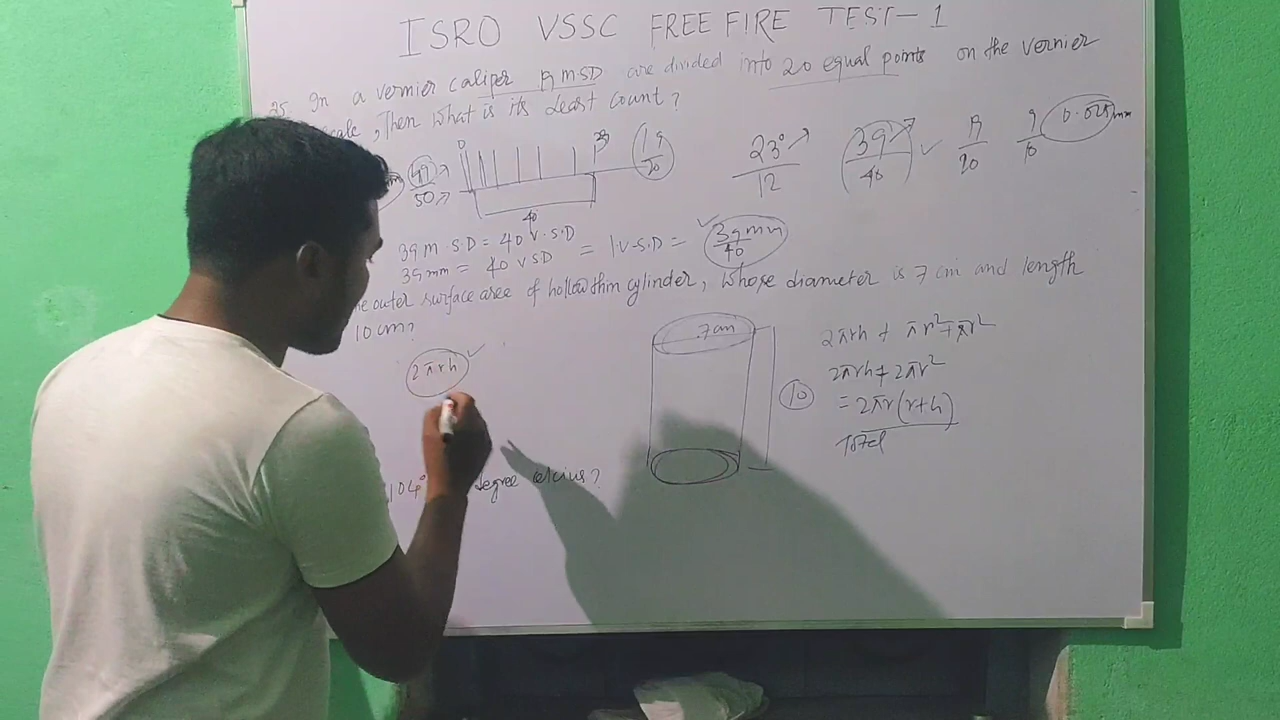 ISRO VSSC FREE FIRE TEST-1
25. In a vernier caliper MSD are divided into 20 equal points on the vernier
scale, Then what is its Least count?
0 39 19/20
49/50
40
23°/12 39/40 19/20 9/10 0.025mm
39 M.S.D = 40 V.S.D
39mm = 40 VSD = 1.V.S.D = 39mm/40
outer surface area of hollow thin cylinder, whose diameter is 7 cm and length
10 cm?
2πrh
7cm
10
2πrh + πr²+πr²
2πrh+2πr²
= 2πr(r+h)
Total
104° degree celcius?